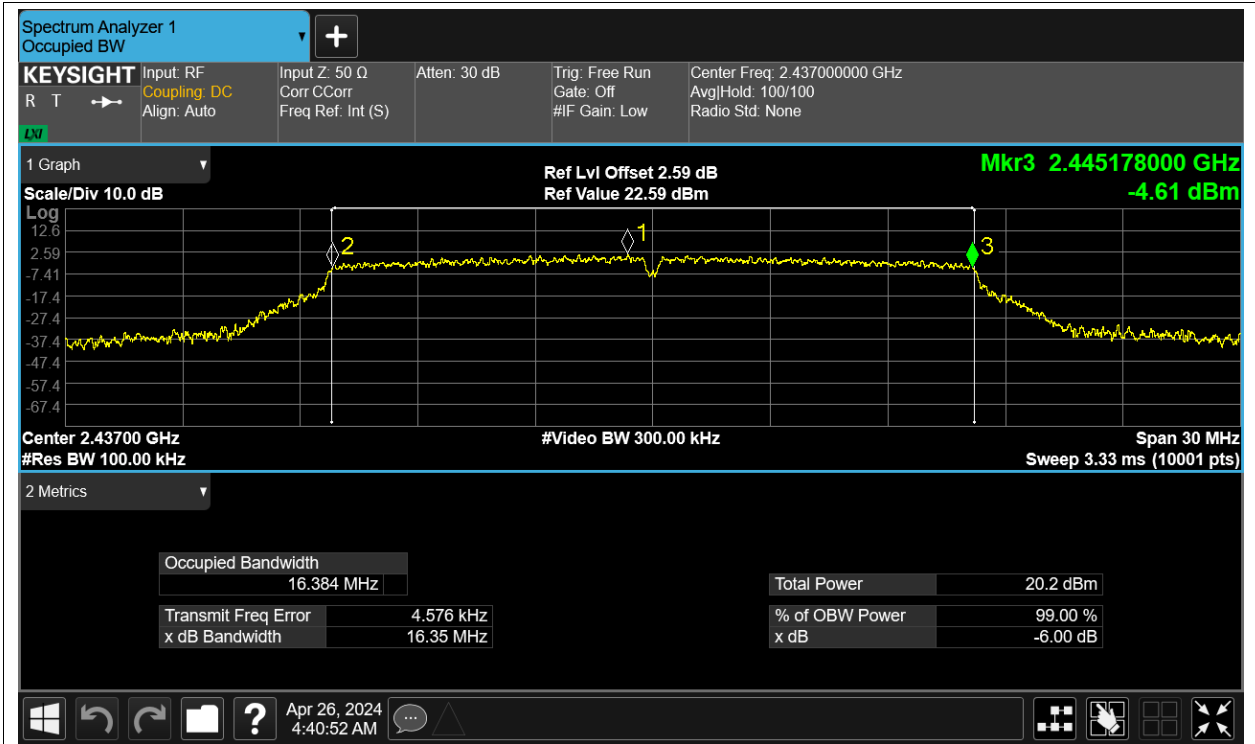 Spectrum Analyzer 1
Occupied BW
+
KEYSIGHT
R T
LXI
Input: RF
Coupling: DC
Align: Auto
Input Z: 50 Ω
Corr CCorr
Freq Ref: Int (S)
Atten: 30 dB
Trig: Free Run
Gate: Off
#IF Gain: Low
Center Freq: 2.437000000 GHz
Avg|Hold: 100/100
Radio Std: None
1 Graph
Scale/Div 10.0 dB
Ref Lvl Offset 2.59 dB
Ref Value 22.59 dBm
Mkr3 2.445178000 GHz
-4.61 dBm
Log
12.6
2.59
-7.41
-17.4
-27.4
-37.4
-47.4
-57.4
-67.4
2
1
3
Center 2.43700 GHz
#Video BW 300.00 kHz
Span 30 MHz
#Res BW 100.00 kHz
Sweep 3.33 ms (10001 pts)
2 Metrics
Occupied Bandwidth
16.384 MHz
Transmit Freq Error 4.576 kHz
x dB Bandwidth 16.35 MHz
Total Power 20.2 dBm
% of OBW Power 99.00 %
x dB -6.00 dB
?
Apr 26, 2024
4:40:52 AM